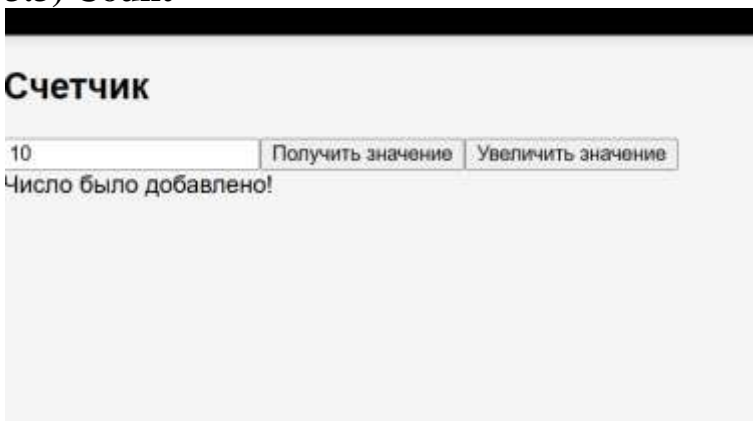 Счетчик
10 Получить значение Увеличить значение
Число было добавлено!